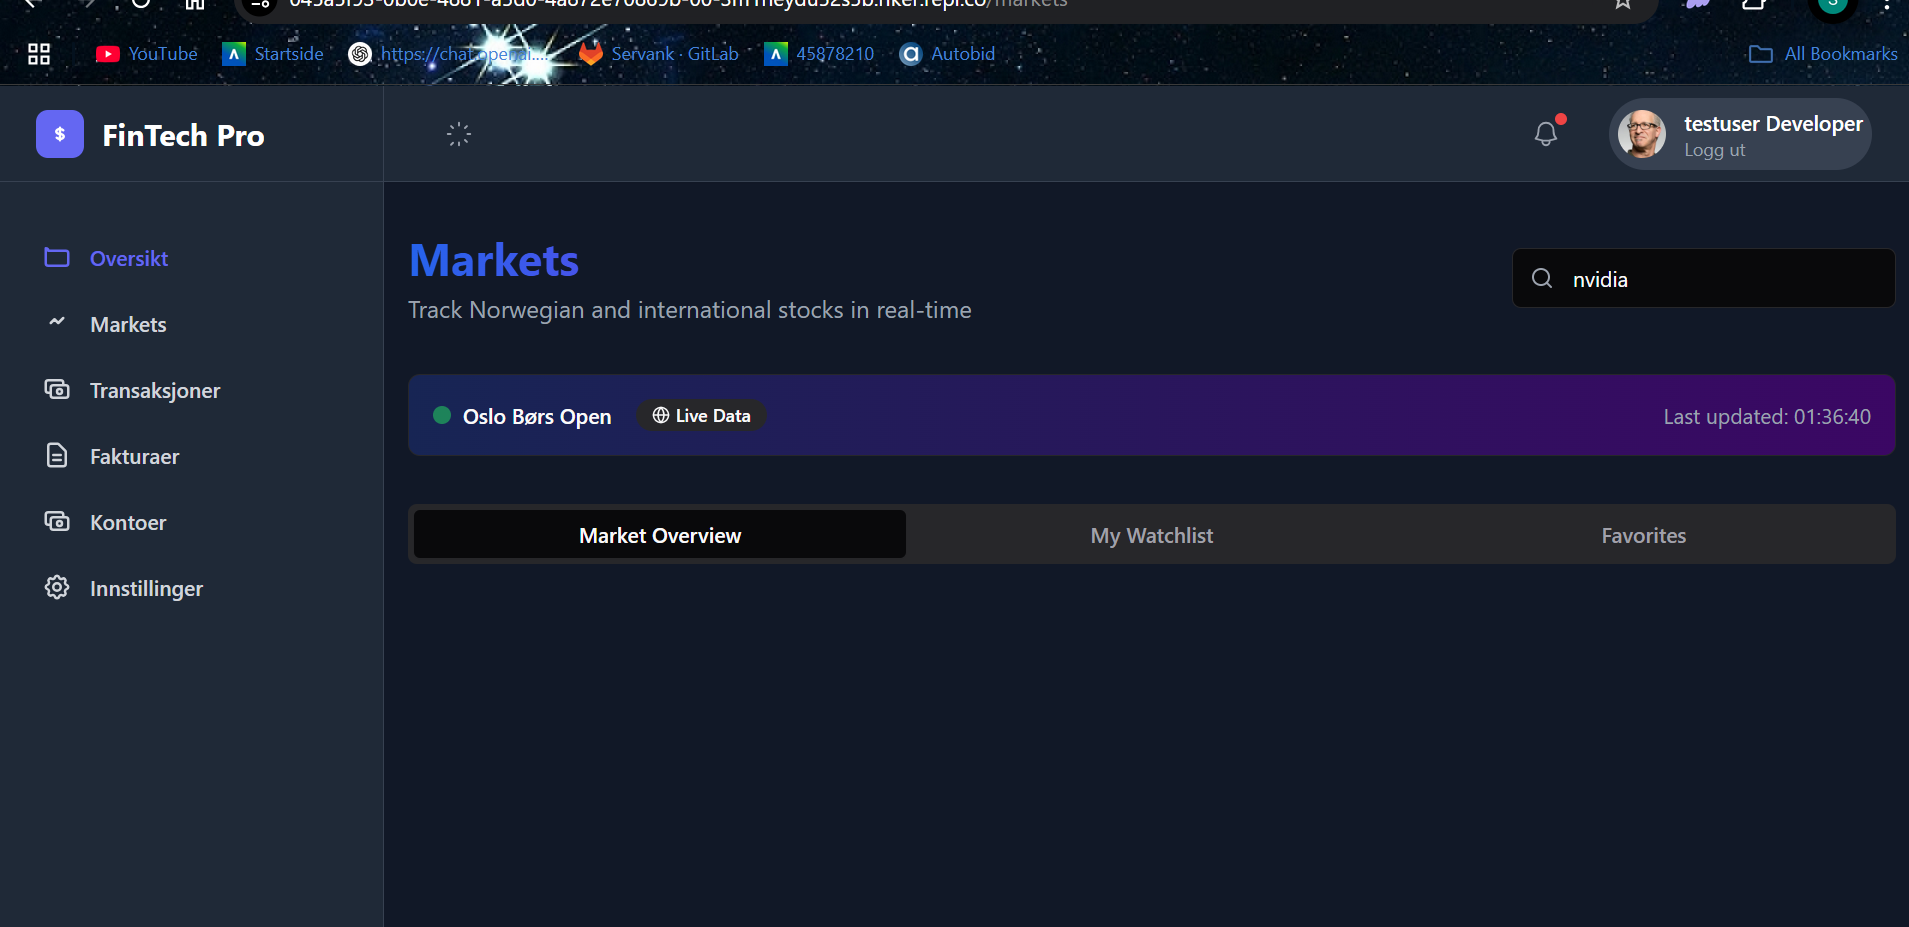 YouTube
Startside
https://chat.openai....
Servank · GitLab
45878210
Autobid
All Bookmarks
$
FinTech Pro
testuser Developer
Logg ut
Oversikt
Markets
Transaksjoner
Fakturaer
Kontoer
Innstillinger
Markets
Track Norwegian and international stocks in real-time
nvidia
Oslo Børs Open
Live Data
Last updated: 01:36:40
Market Overview
My Watchlist
Favorites